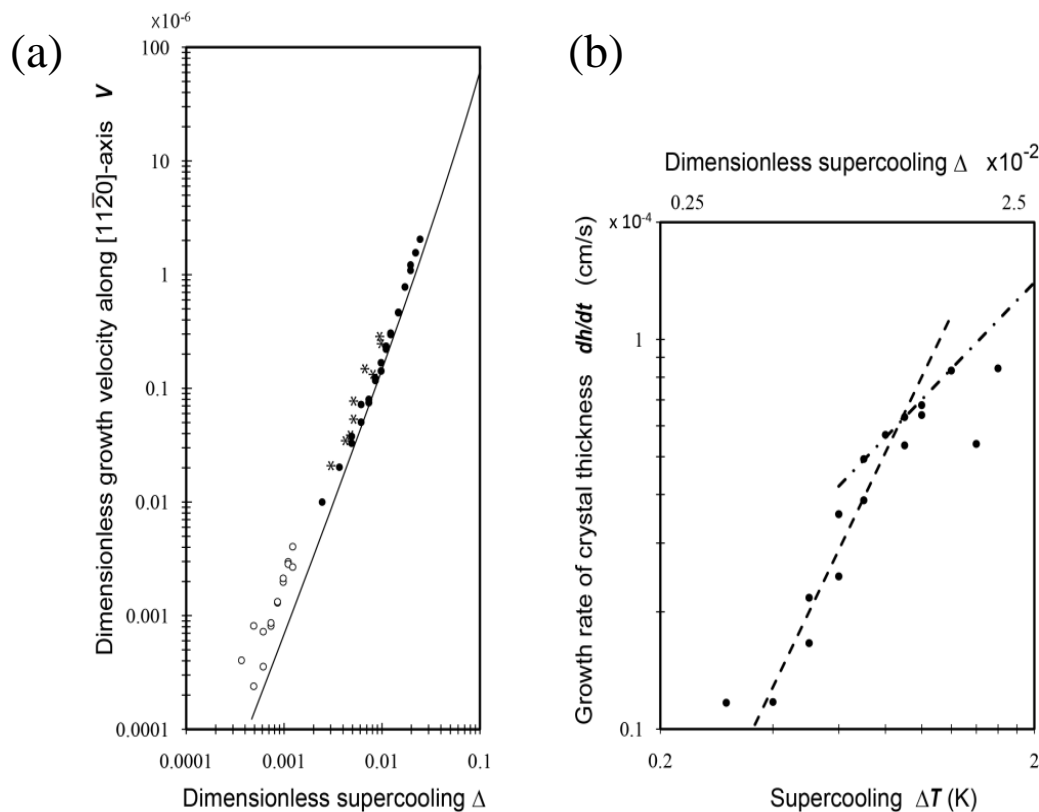 (a)
x10⁻⁶
100
10
1
0.1
0.01
0.001
0.0001
Dimensionless growth velocity along [112̄0]-axis V
0.0001
0.001
0.01
0.1
Dimensionless Supercooling Δ
(b)
Dimensionless supercooling Δ x10⁻²
0.25
2.5
x 10⁻⁴
1
0.1
Growth rate of crystal thickness dh/dt (cm/s)
0.2
2
Supercooling ΔT (K)